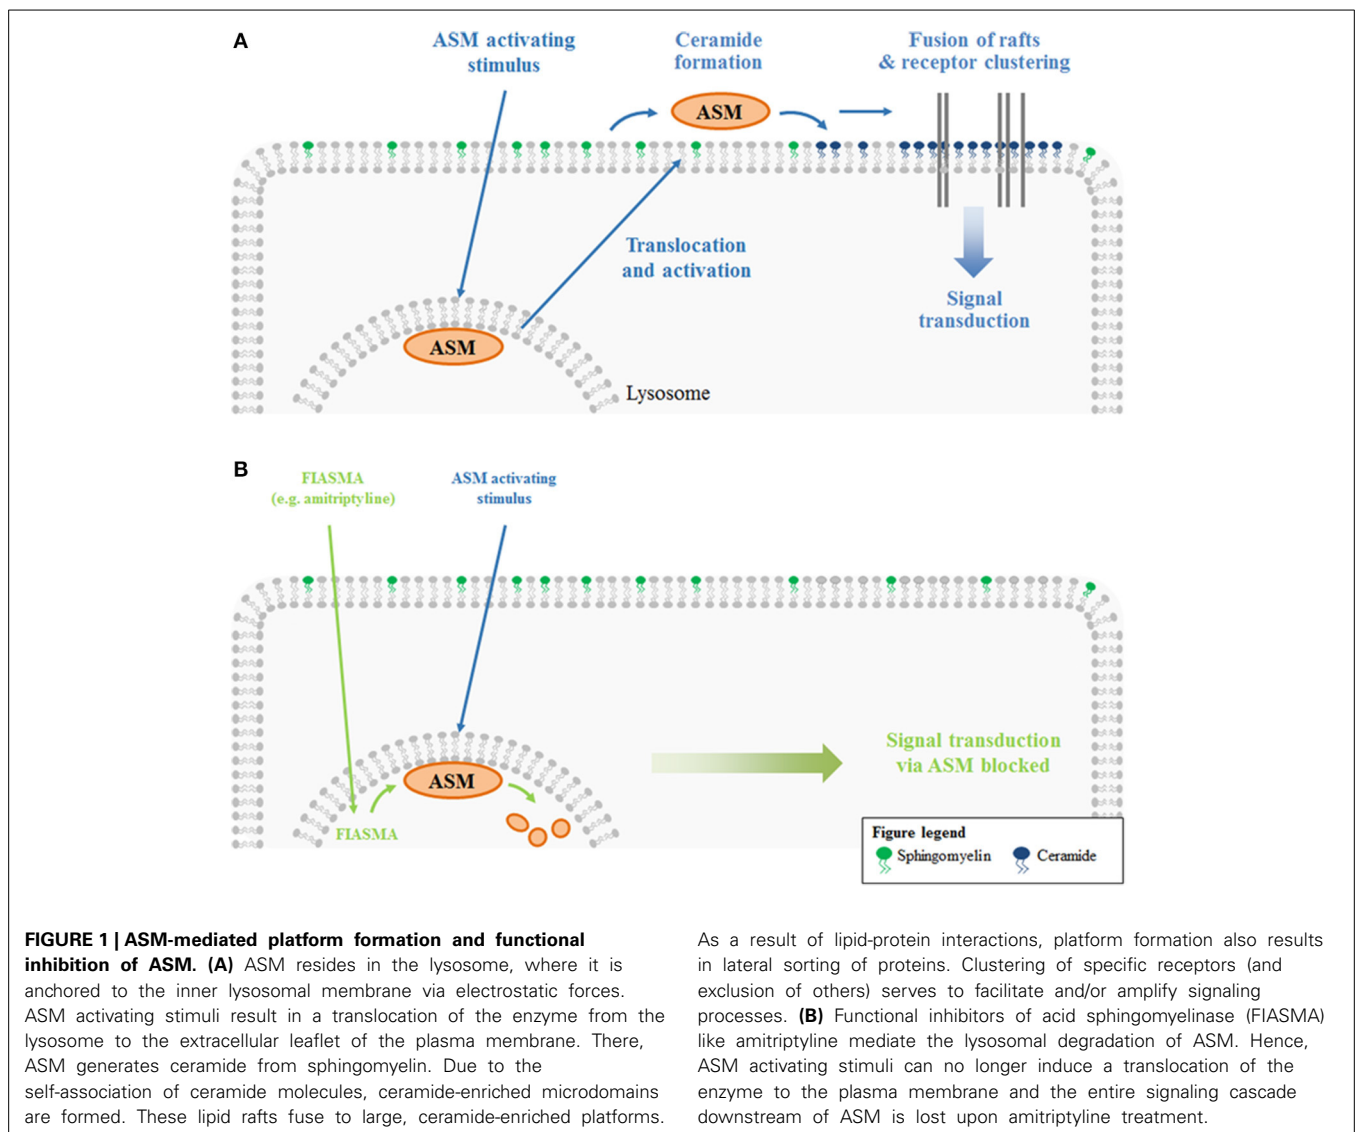 A
ASM activating
stimulus
Ceramide
formation
Fusion of rafts
& receptor clustering
ASM
Translocation
and activation
Signal
transduction
ASM
Lysosome
B
FIASMA
(e.g. amitriptyline)
ASM activating
stimulus
Signal transduction
via ASM blocked
ASM
FIASMA
Figure legend
Sphingomyelin
Ceramide
FIGURE 1 | ASM-mediated platform formation and functional
inhibition of ASM. (A) ASM resides in the lysosome, where it is
anchored to the inner lysosomal membrane via electrostatic forces.
ASM activating stimuli result in a translocation of the enzyme from the
lysosome to the extracellular leaflet of the plasma membrane. There,
ASM generates ceramide from sphingomyelin. Due to the
self-association of ceramide molecules, ceramide-enriched microdomains
are formed. These lipid rafts fuse to large, ceramide-enriched platforms.
As a result of lipid-protein interactions, platform formation also results
in lateral sorting of proteins. Clustering of specific receptors (and
exclusion of others) serves to facilitate and/or amplify signaling
processes. (B) Functional inhibitors of acid sphingomyelinase (FIASMA)
like amitriptyline mediate the lysosomal degradation of ASM. Hence,
ASM activating stimuli can no longer induce a translocation of the
enzyme to the plasma membrane and the entire signaling cascade
downstream of ASM is lost upon amitriptyline treatment.